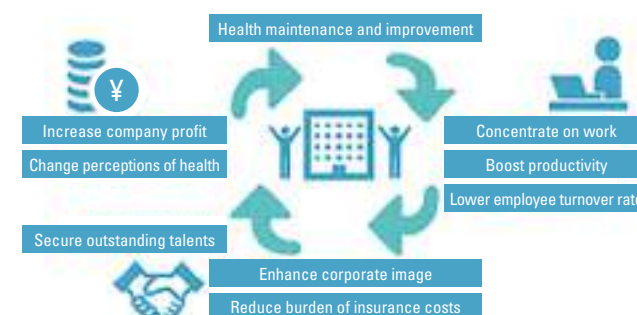 Health maintenance and improvement
¥
Increase company profit
Change perceptions of health
Concentrate on work
Boost productivity
Lower employee turnover rate
Secure outstanding talents
Enhance corporate image
Reduce burden of insurance costs